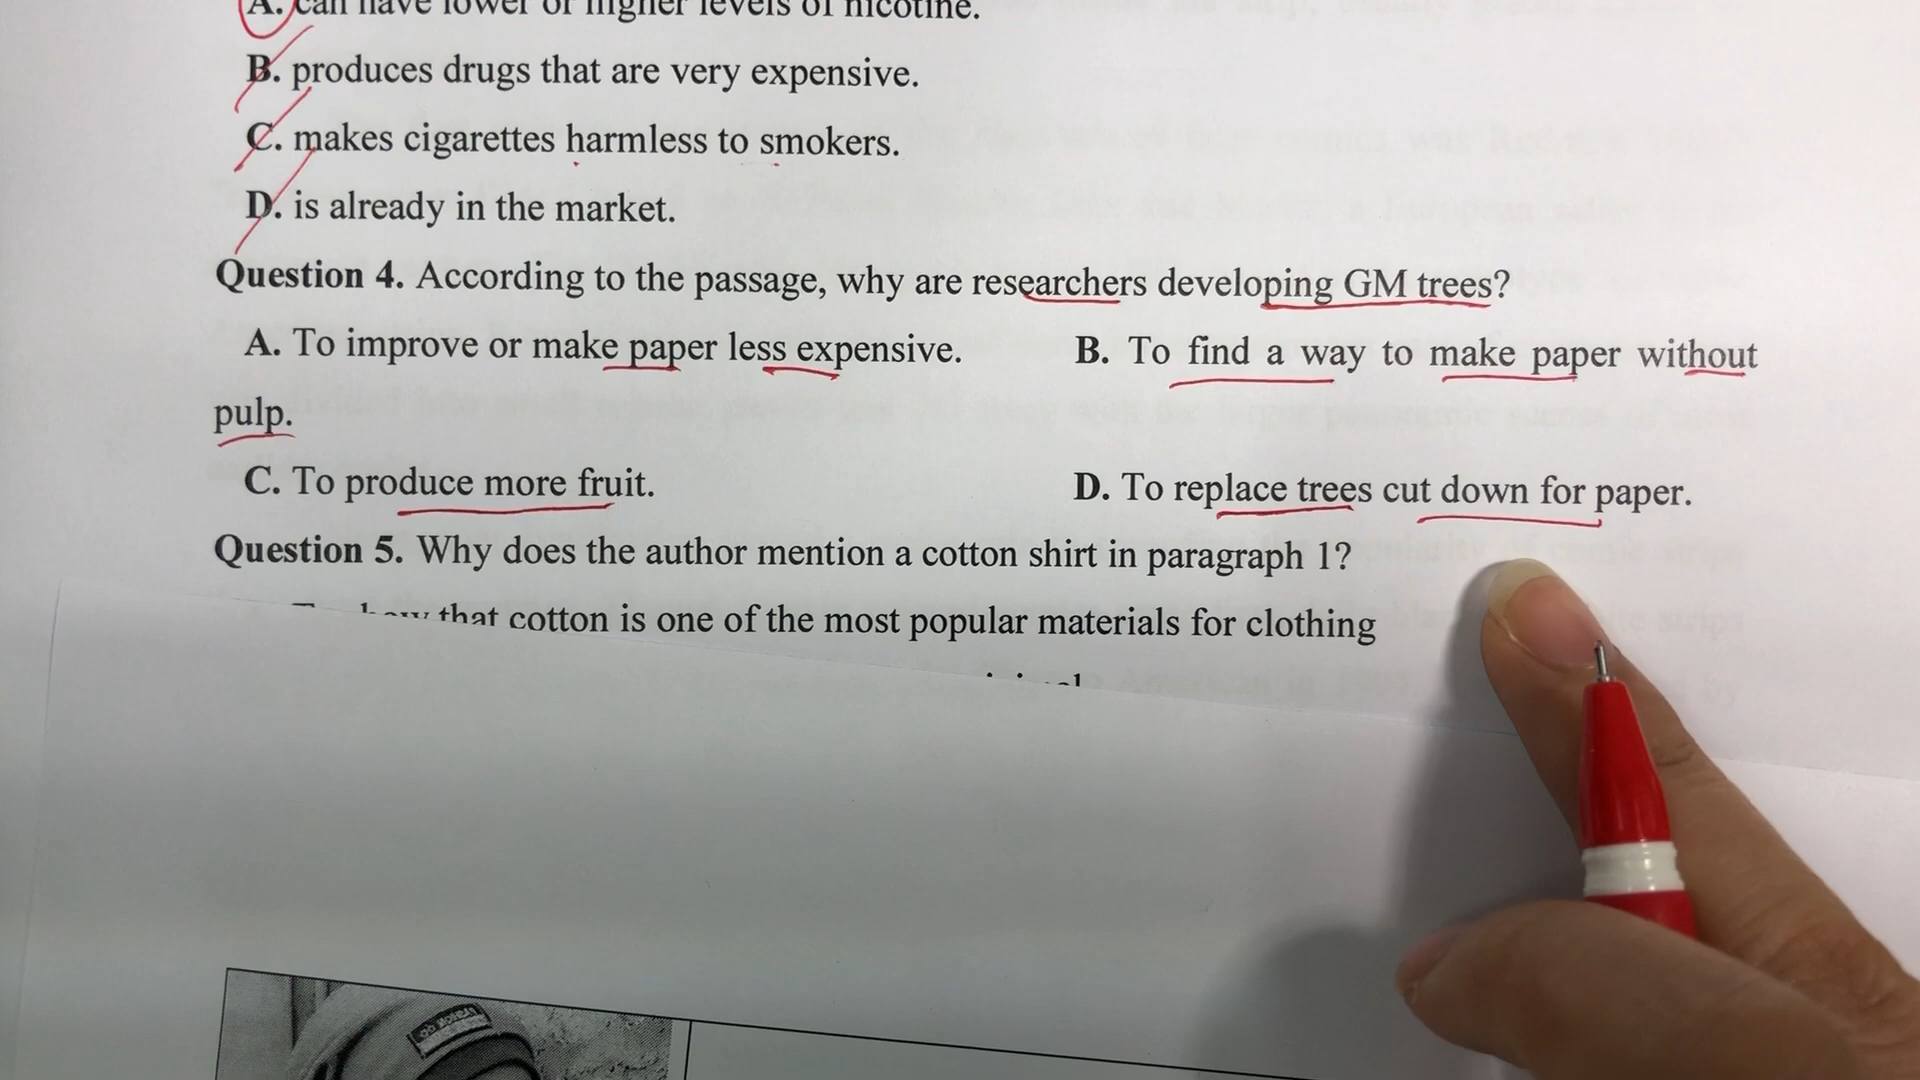 A. can have lower or higher levels of nicotine.
B. produces drugs that are very expensive.
C. makes cigarettes harmless to smokers.
D. is already in the market.
Question 4. According to the passage, why are researchers developing GM trees?
A. To improve or make paper less expensive. B. To find a way to make paper without
pulp.
C. To produce more fruit. D. To replace trees cut down for paper.
Question 5. Why does the author mention a cotton shirt in paragraph 1?
that cotton is one of the most popular materials for clothing